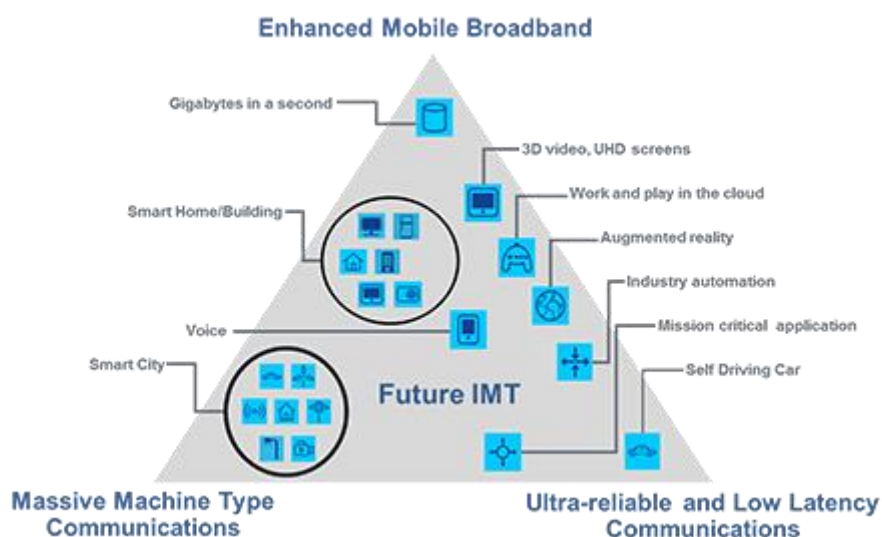 Enhanced Mobile Broadband
Gigabytes in a second
3D video, UHD screens
Work and play in the cloud
Smart Home/Building
Augmented reality
Industry automation
Mission critical application
Voice
Smart City
Self Driving Car
Future IMT
Massive Machine Type
Communications
Ultra-reliable and Low Latency
Communications